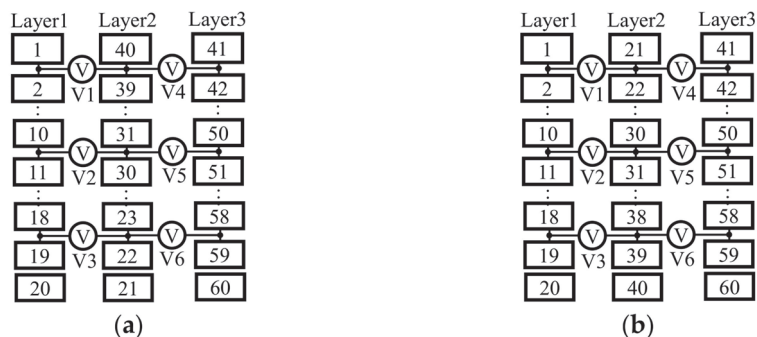 Layer1 Layer2 Layer3
1 40 41
V V
2 V1 39 V4 42
10 31 50
V V
11 V2 30 V5 51
18 23 58
V V
19 V3 22 V6 59
20 21 60
(a)
Layer1 Layer2 Layer3
1 21 41
V V
2 V1 22 V4 42
10 30 50
V V
11 V2 31 V5 51
18 38 58
V V
19 V3 39 V6 59
20 40 60
(b)